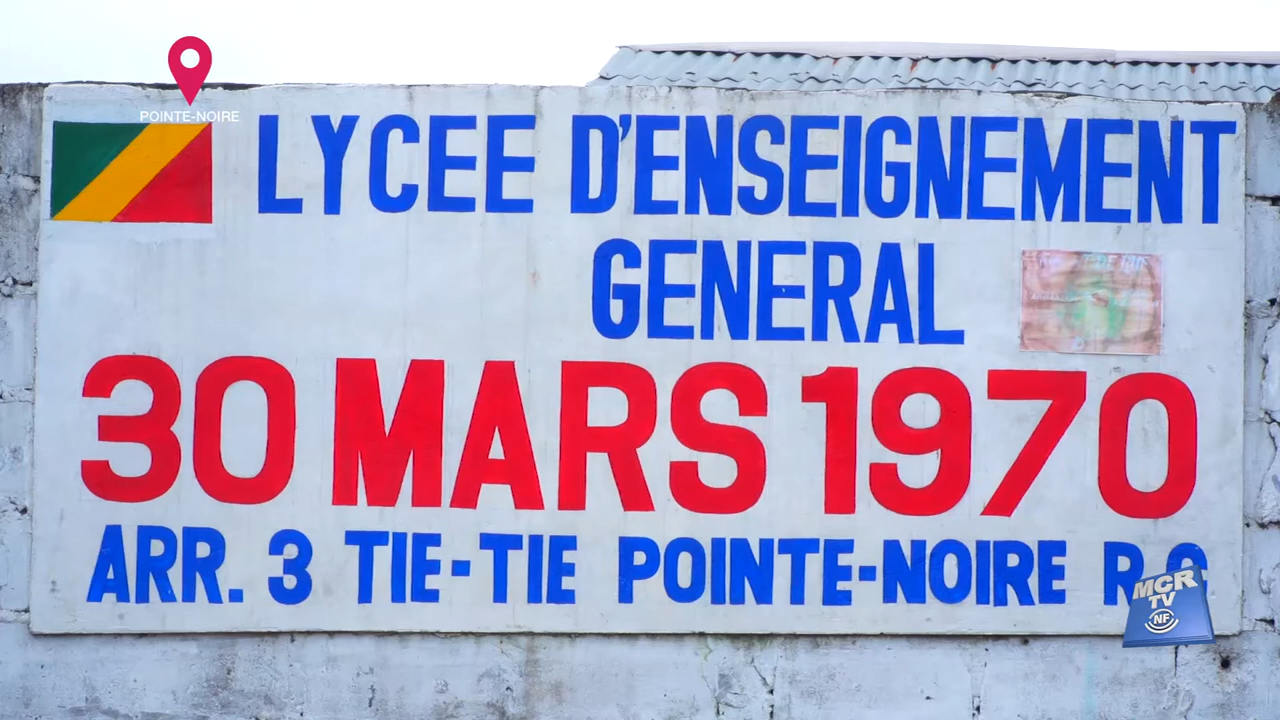 POINTE-NOIRE
LYCEE D'ENSEIGNEMENT
GENERAL
30 MARS 1970
ARR. 3 TIE-TIE POINTE-NOIRE
MCR
TV
NF